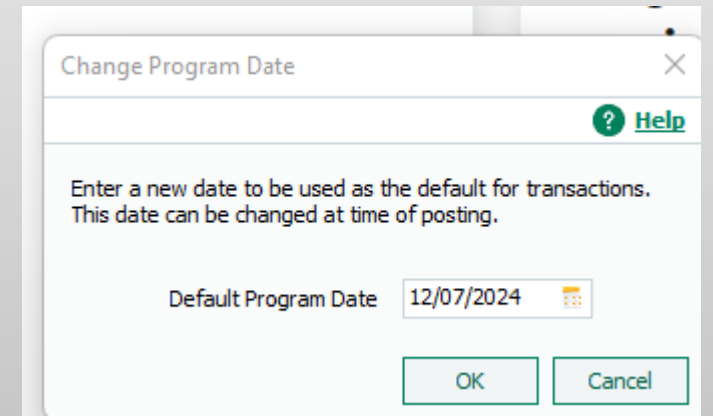 Change Program Date
Help
Enter a new date to be used as the default for transactions.
This date can be changed at time of posting.
Default Program Date 12/07/2024
OK Cancel